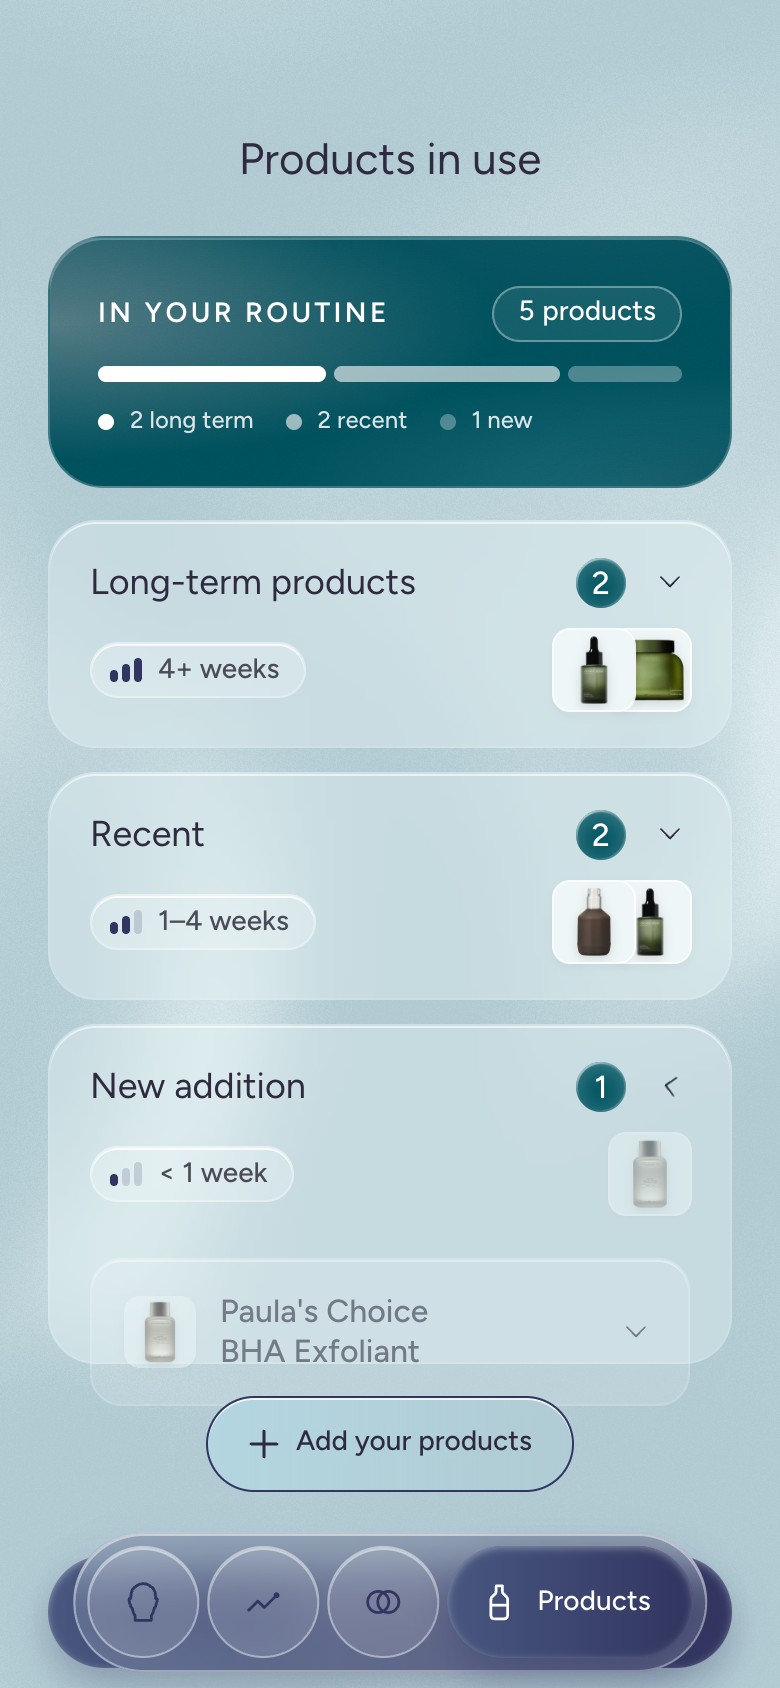 Products in use
IN YOUR ROUTINE
5 products
2 long term
2 recent
1 new
Long-term products
2
4+ weeks
Recent
2
1–4 weeks
New addition
1
< 1 week
Paula's Choice
BHA Exfoliant
Add your products
Products